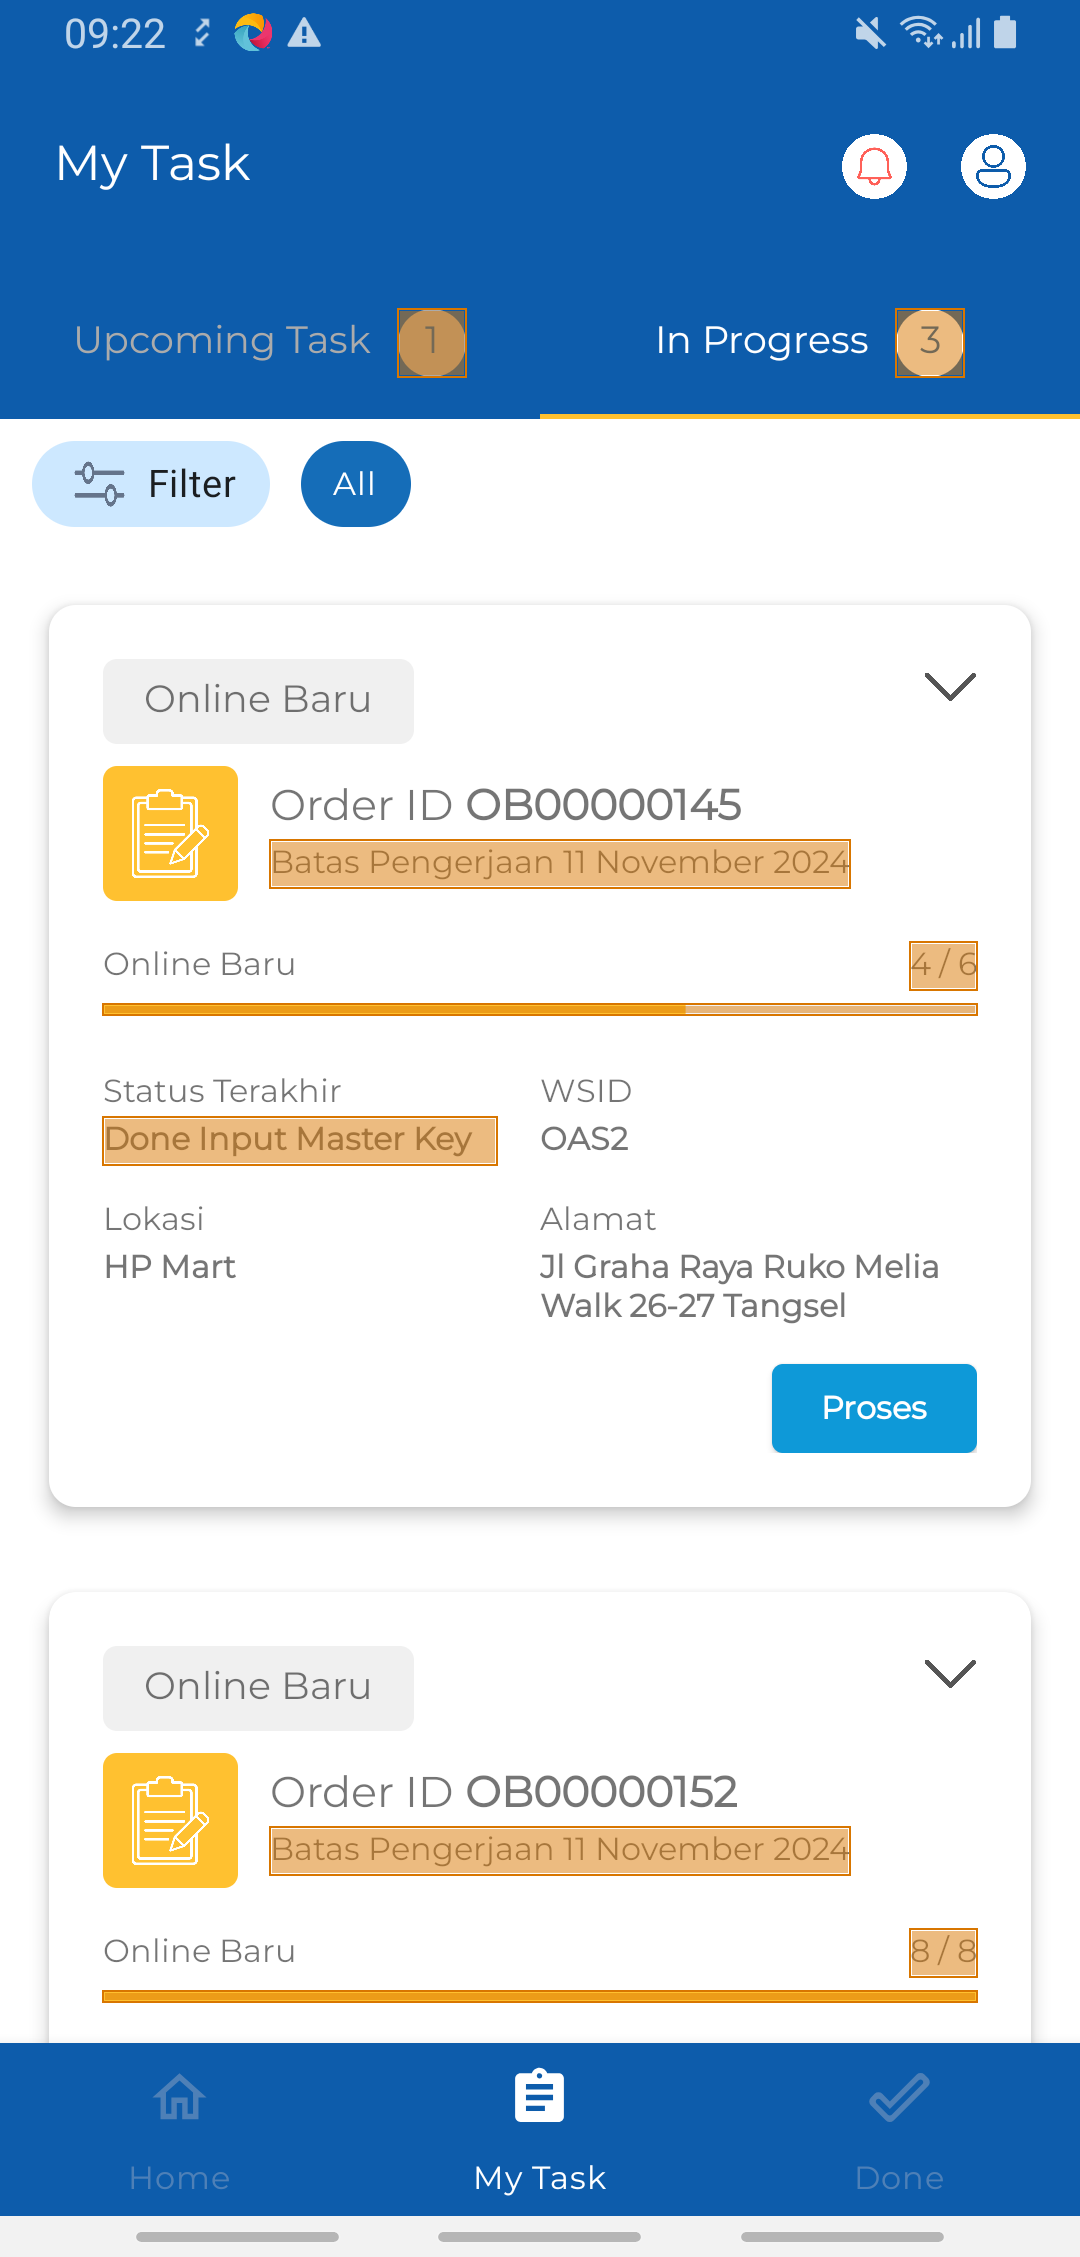 09:22
My Task
Upcoming Task 1
In Progress 3
Filter
All
Online Baru
Order ID OB00000145
Batas Pengerjaan 11 November 2024
Online Baru 4 / 6
Status Terakhir WSID
Done Input Master Key OAS2
Lokasi Alamat
HP Mart Jl Graha Raya Ruko Melia
Walk 26-27 Tangsel
Proses
Online Baru
Order ID OB00000152
Batas Pengerjaan 11 November 2024
Online Baru 8 / 8
Home My Task Done